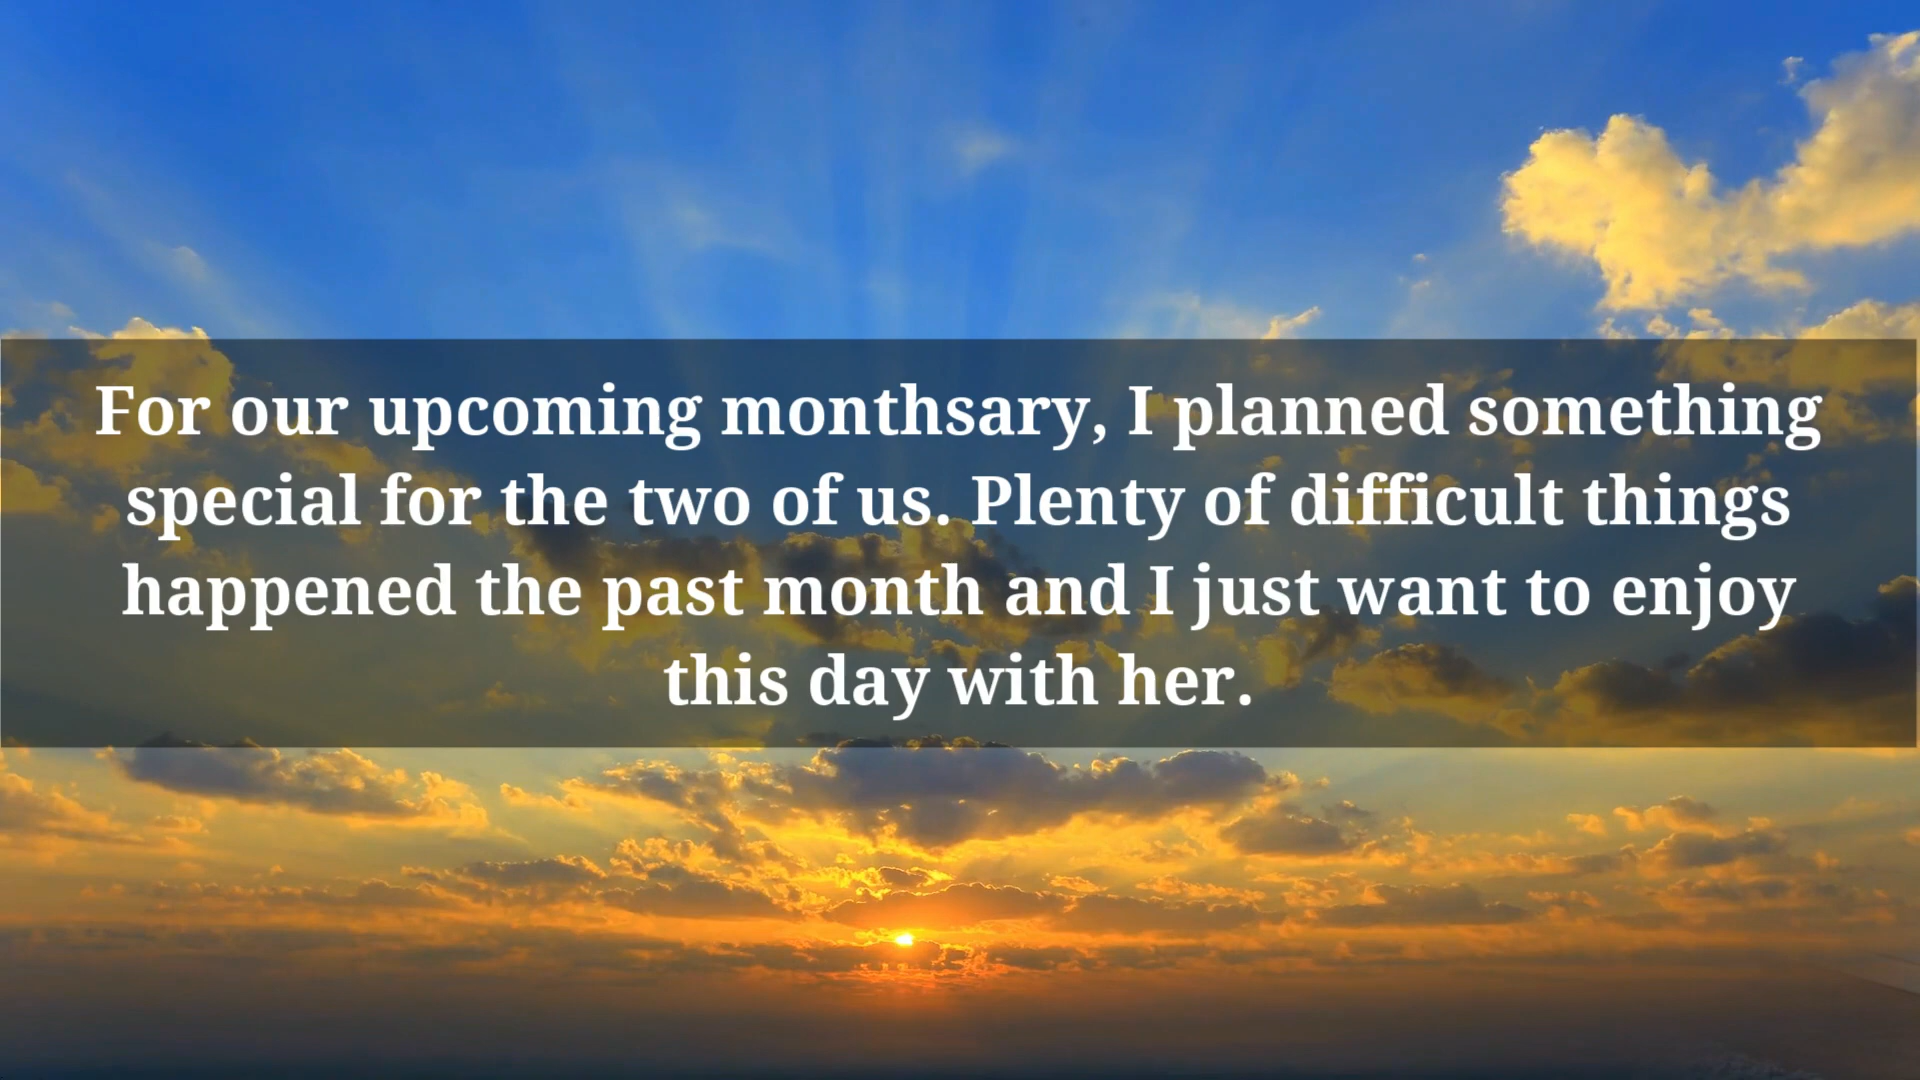 For our upcoming monthsary, I planned something
special for the two of us. Plenty of difficult things
happened the past month and I just want to enjoy
this day with her.